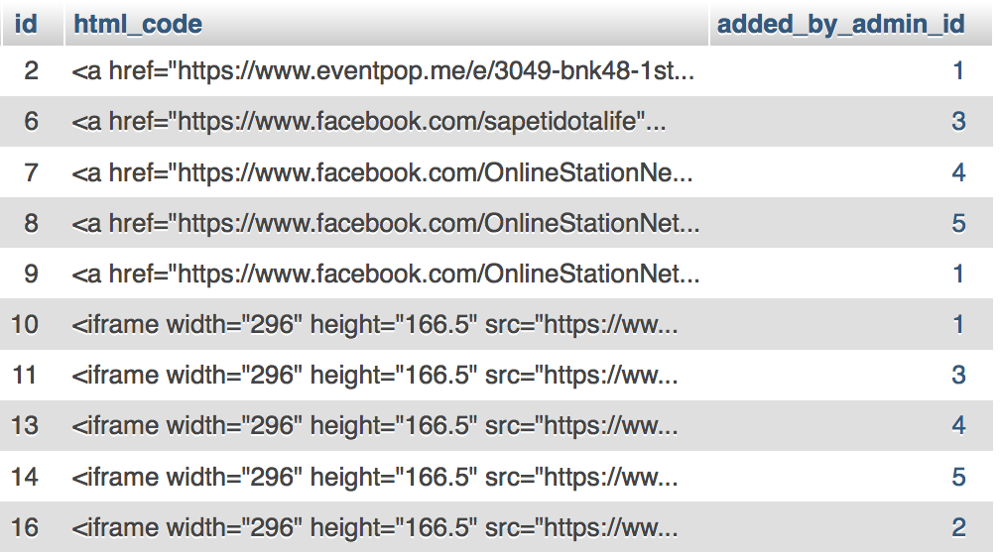 id html_code added_by_admin_id
2 <a href="https://www.eventpop.me/e/3049-bnk48-1st... 1
6 <a href="https://www.facebook.com/sapetidotalife"... 3
7 <a href="https://www.facebook.com/OnlineStationNe... 4
8 <a href="https://www.facebook.com/OnlineStationNet... 5
9 <a href="https://www.facebook.com/OnlineStationNet... 1
10 <iframe width="296" height="166.5" src="https://ww... 1
11 <iframe width="296" height="166.5" src="https://ww... 3
13 <iframe width="296" height="166.5" src="https://ww... 4
14 <iframe width="296" height="166.5" src="https://ww... 5
16 <iframe width="296" height="166.5" src="https://ww... 2